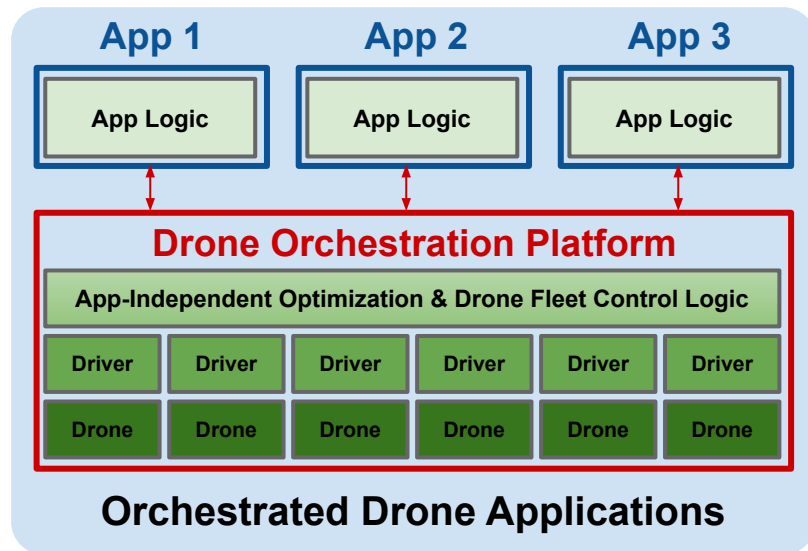 App 1 App 2 App 3
App Logic App Logic App Logic
Drone Orchestration Platform
App-Independent Optimization & Drone Fleet Control Logic
Driver Driver Driver Driver Driver Driver
Drone Drone Drone Drone Drone Drone
Orchestrated Drone Applications